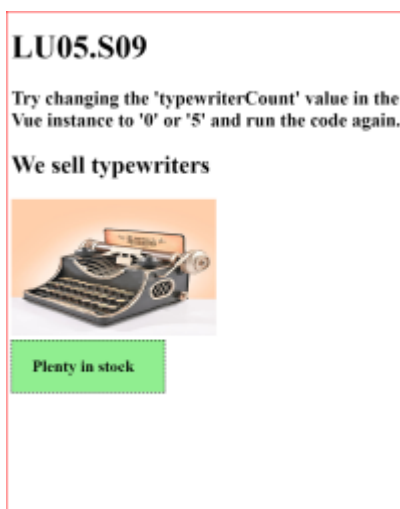 LU05.S09
Try changing the 'typewriterCount' value in the
Vue instance to '0' or '5' and run the code again.
We sell typewriters
Plenty in stock